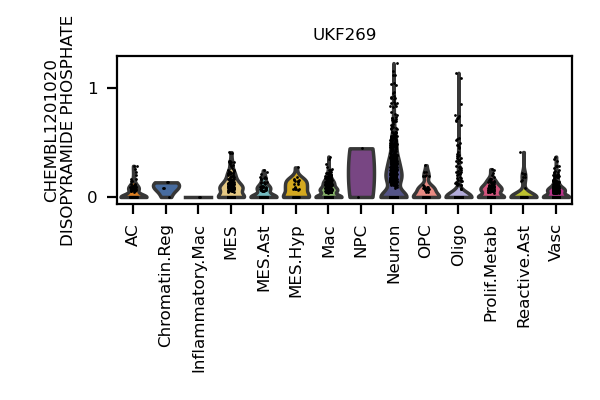 UKF269
CHEMBL1201020
DISOPYRAMIDE PHOSPHATE
1
0
AC
Chromatin.Reg
Inflammatory.Mac
MES
MES.Ast
MES.Hyp
Mac
NPC
Neuron
OPC
Oligo
Prolif.Metab
Reactive.Ast
Vasc